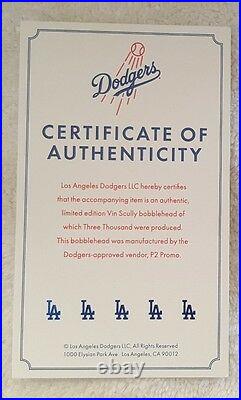 Dodgers
CERTIFICATE OF
AUTHENTICITY
Los Angeles Dodgers LLC hereby certifies
that the accompanying item is an authentic,
limited edition Vin Scully bobblehead of
which Three Thousand were produced.
This bobblehead was manufactured by the
Dodgers-approved vendor, P2 Promo.
LA LA LA LA LA
© Los Angeles Dodgers LLC, All Rights Reserved
1000 Elysian Park Ave Los Angeles, CA 90012